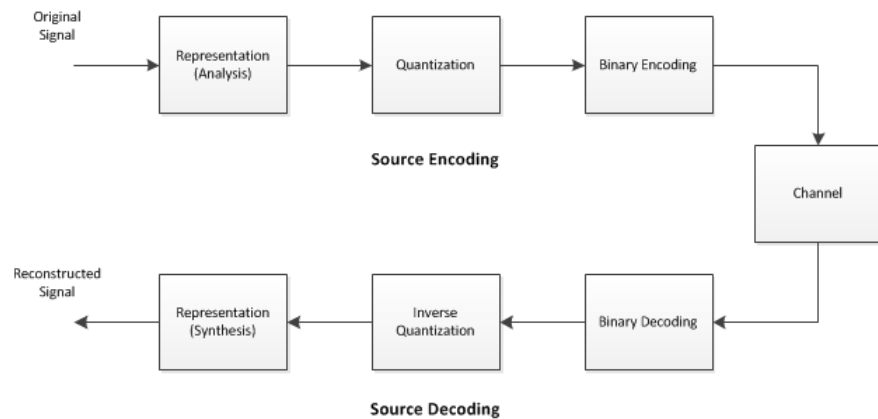 Original
Signal
Representation
(Analysis)
Quantization
Binary Encoding
Source Encoding
Channel
Reconstructed
Signal
Representation
(Synthesis)
Inverse
Quantization
Binary Decoding
Source Decoding